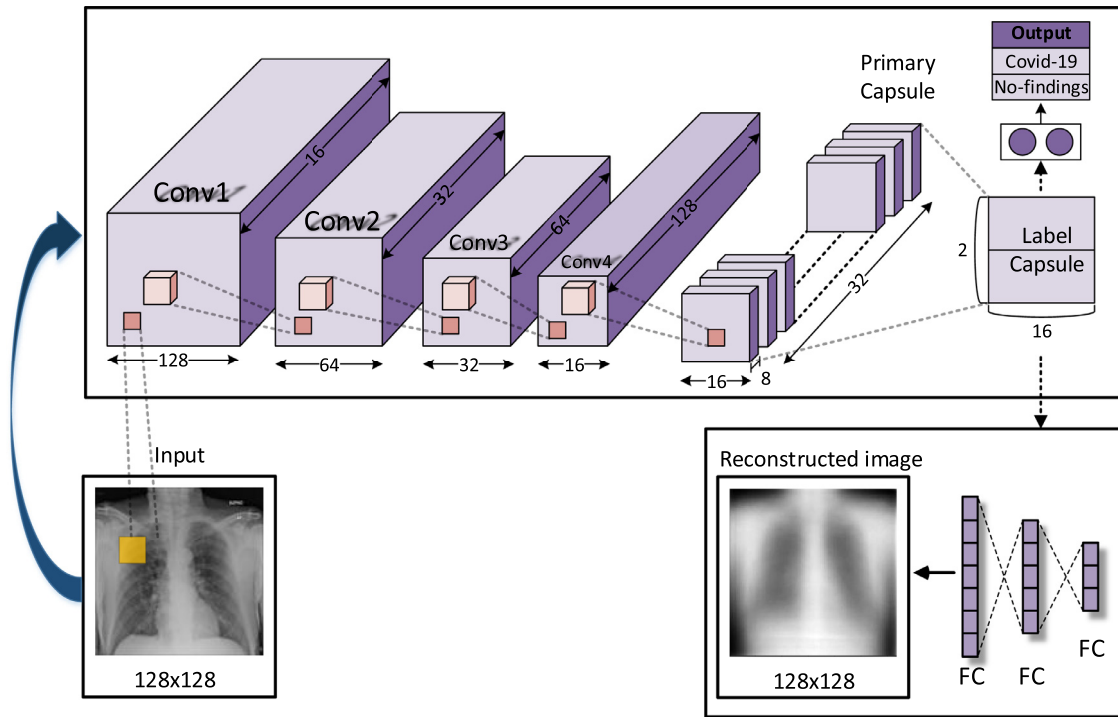 Output
Covid-19
No-findings
Primary
Capsule
16
Conv1
128
32
Conv2
64
64
Conv3
32
128
Conv4
16
32
16
8
2
Label
Capsule
16
Input
128x128
Reconstructed image
128x128
FC
FC
FC